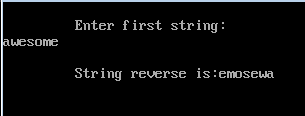 Enter first string:
awesome
String reverse is:emosewa